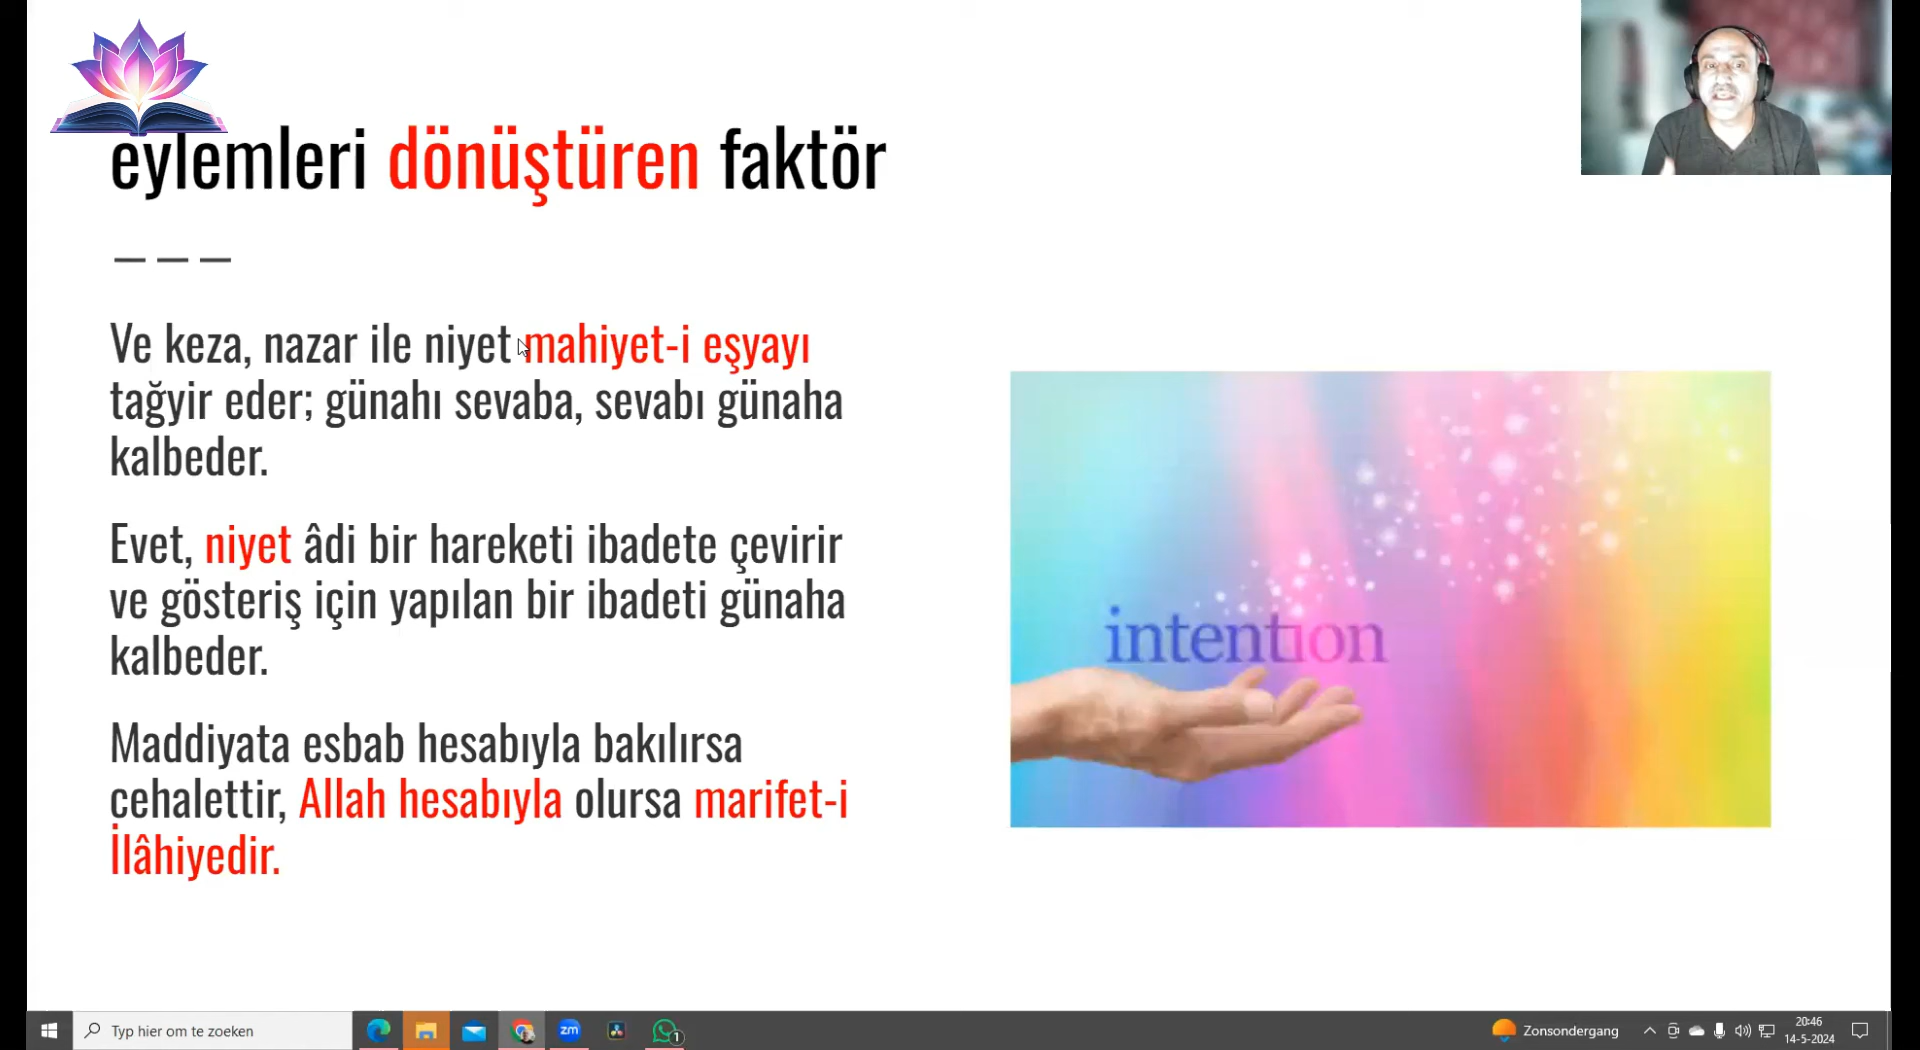 eylemleri dönüştüren faktör
Ve keza, nazar ile niyet mahiyet-i eşyayı
tağyir eder; günahı sevaba, sevabı günaha
kalbeder.
Evet, niyet âdi bir hareketi ibadete çevirir
ve gösteriş için yapılan bir ibadeti günaha
kalbeder.
Maddiyata esbab hesabıyla bakılırsa
cehalettir, Allah hesabıyla olursa marifet-i
İlâhiyedir.
intention
Typ hier om te zoeken
zm
1
Zonsondergang
20:46
14-5-2024